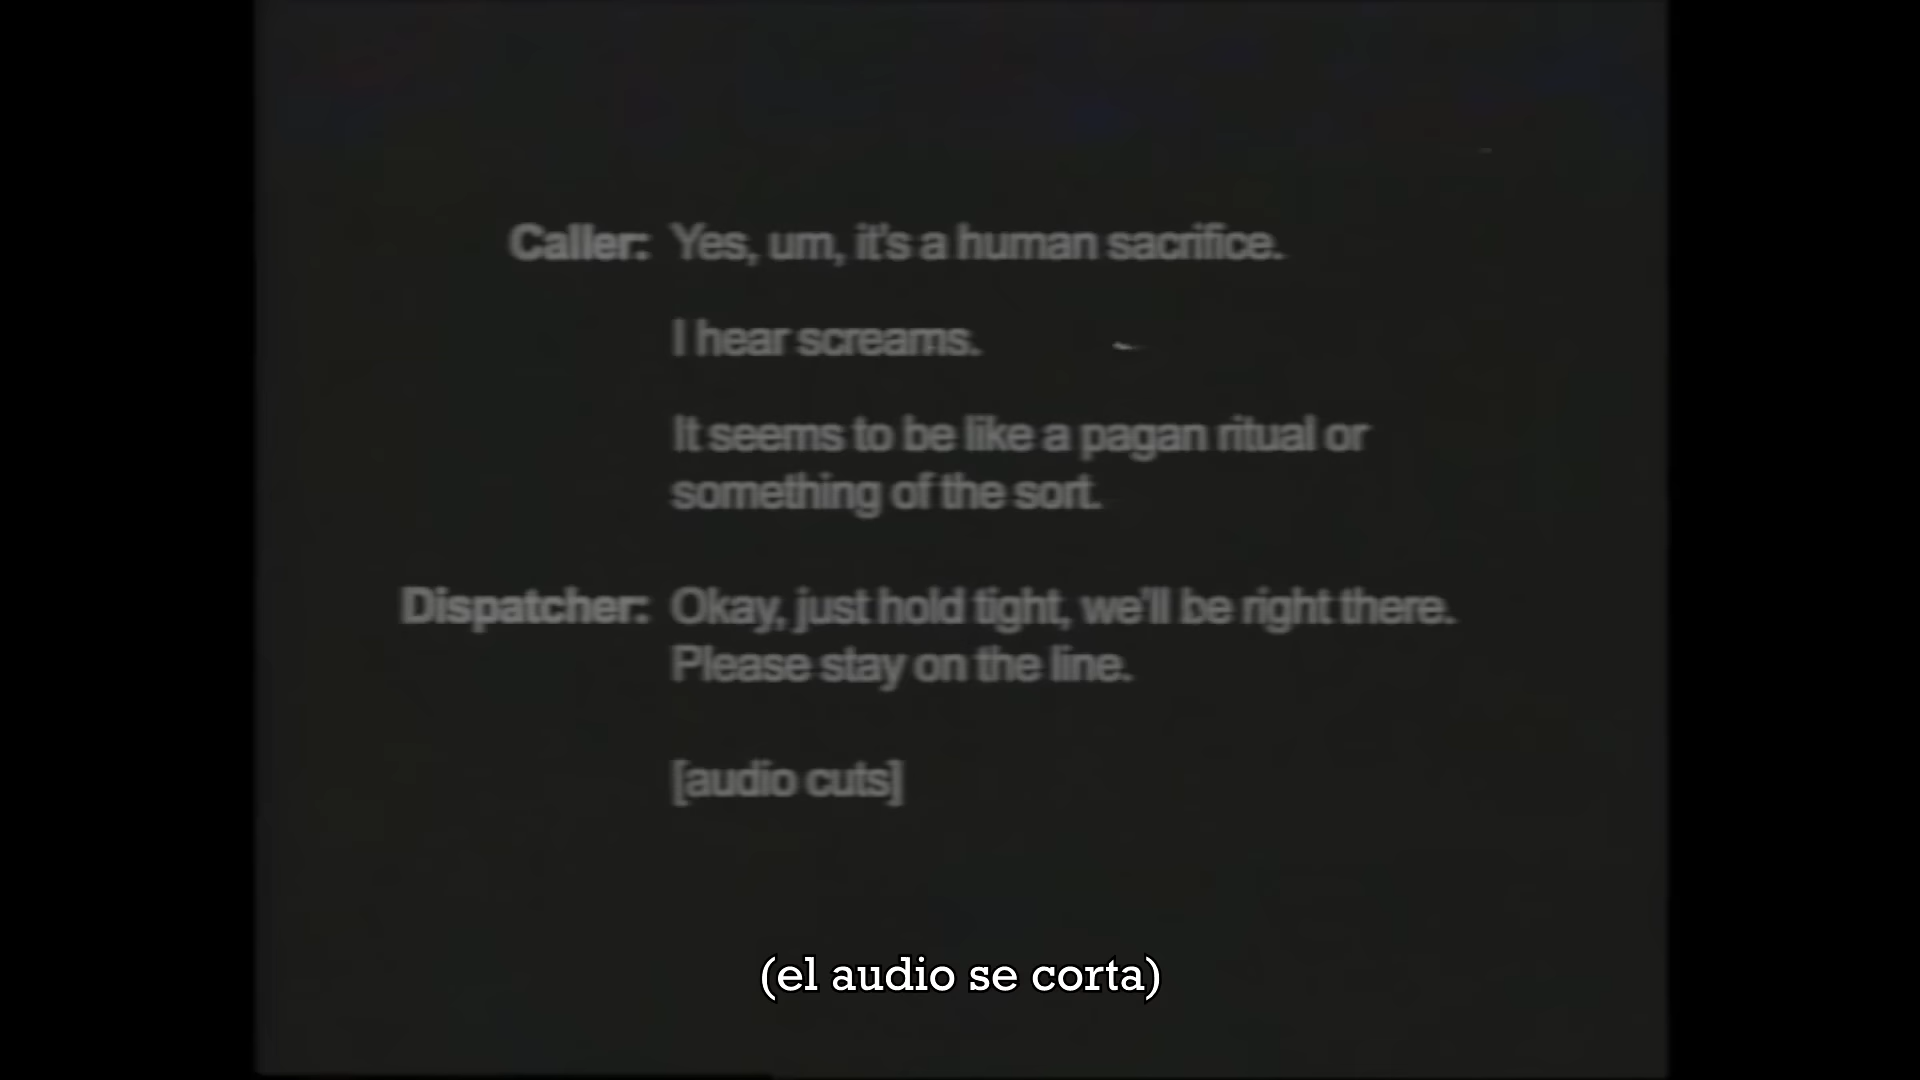 Caller: Yes, um, it's a human sacrifice.
I hear screams.
It seems to be like a pagan ritual or
something of the sort.
Dispatcher: Okay, just hold tight, we'll be right there.
Please stay on the line.
[audio cuts]
(el audio se corta)